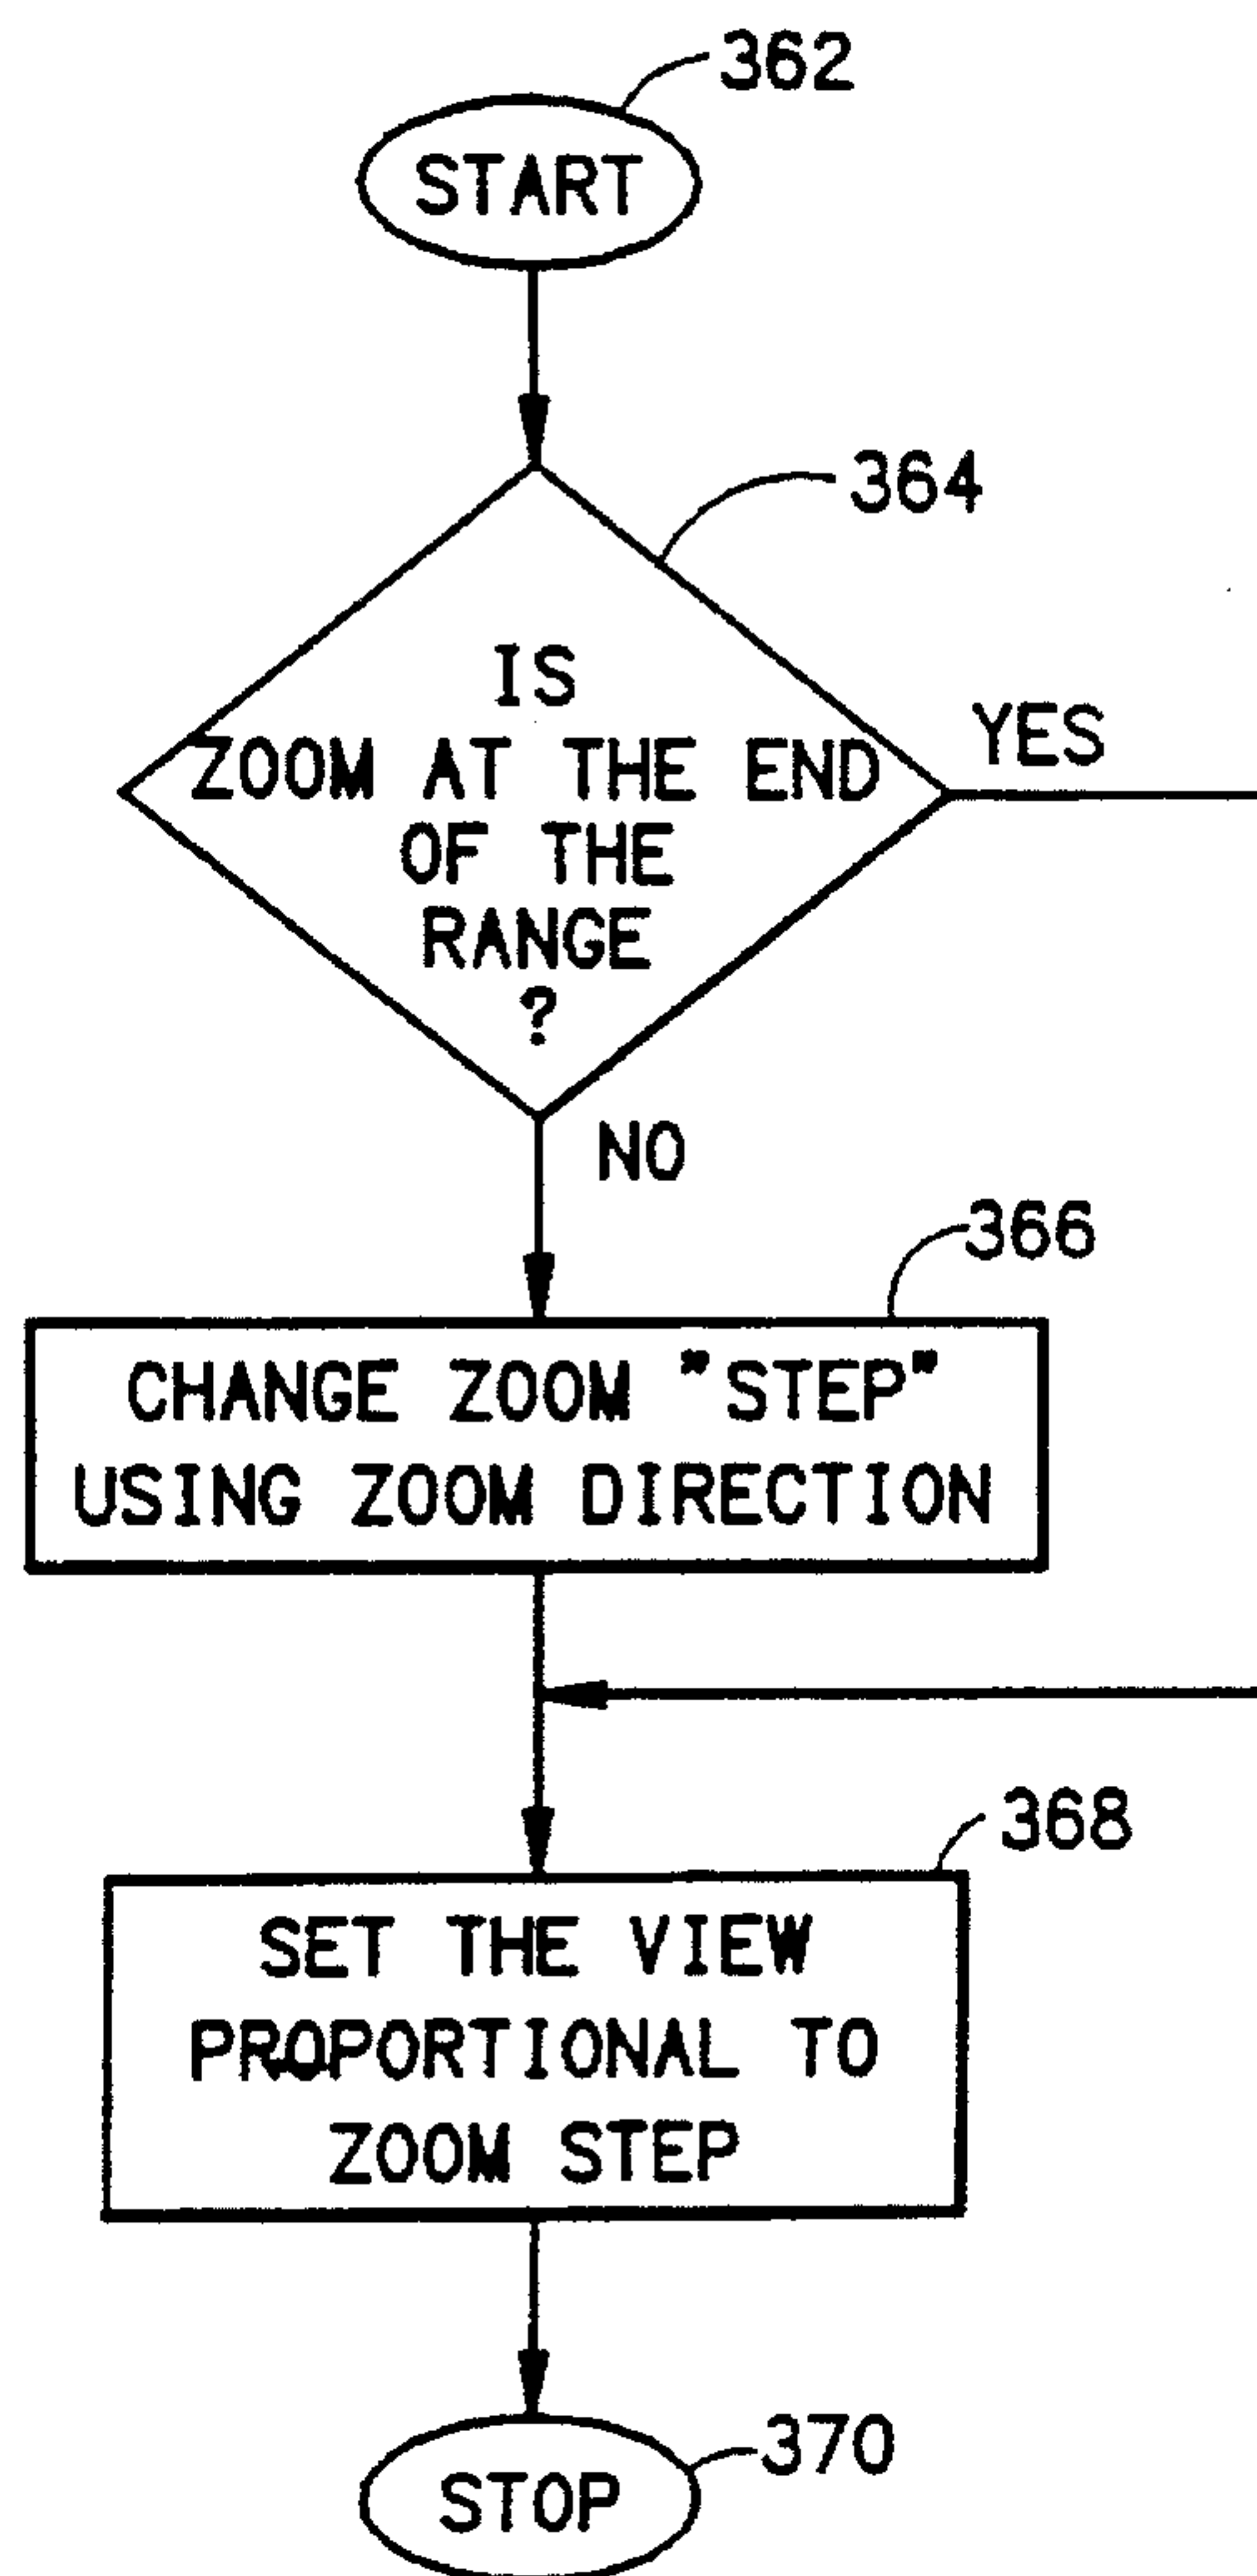 362
START
364
IS
ZOOM AT THE END
OF THE
RANGE
?
YES
NO
366
CHANGE ZOOM "STEP"
USING ZOOM DIRECTION
368
SET THE VIEW
PROPORTIONAL TO
ZOOM STEP
370
STOP